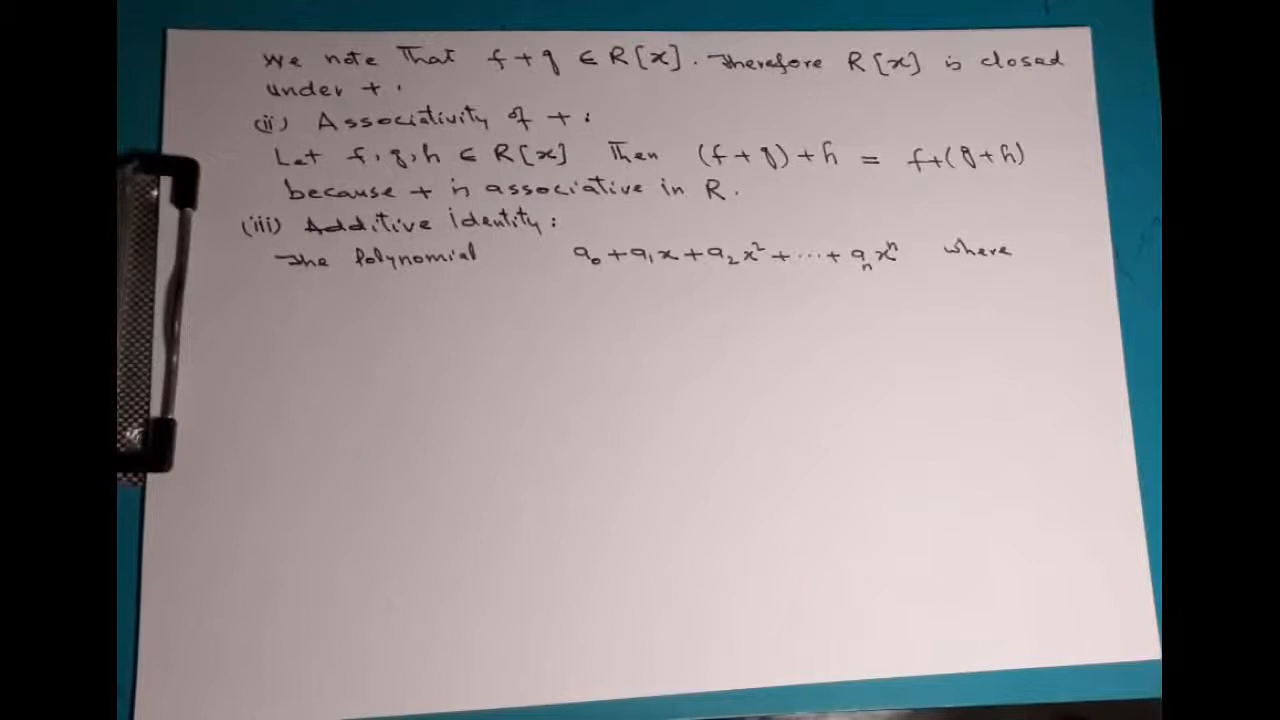 We note That f + g ∈ R[x]. Therefore R[x] is closed
under + .
(ii) Associativity of + :
Let f, g, h ∈ R[x] Then (f + g) + h = f+(g + h)
because + is associative in R.
(iii) Additive identity :
The Polynomial a₀ + a₁x + a₂x² + ... + aₙxⁿ where